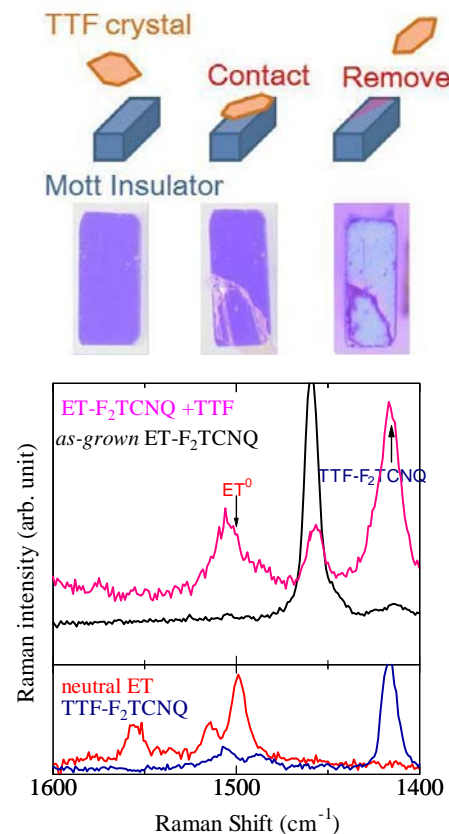 TTF crystal
Contact
Remove
Mott Insulator
ET-F₂TCNQ +TTF
as-grown ET-F₂TCNQ
TTF-F₂TCNQ
ET⁰
Raman intensity (arb. unit)
neutral ET
TTF-F₂TCNQ
1600 1500 1400
Raman Shift (cm⁻¹)